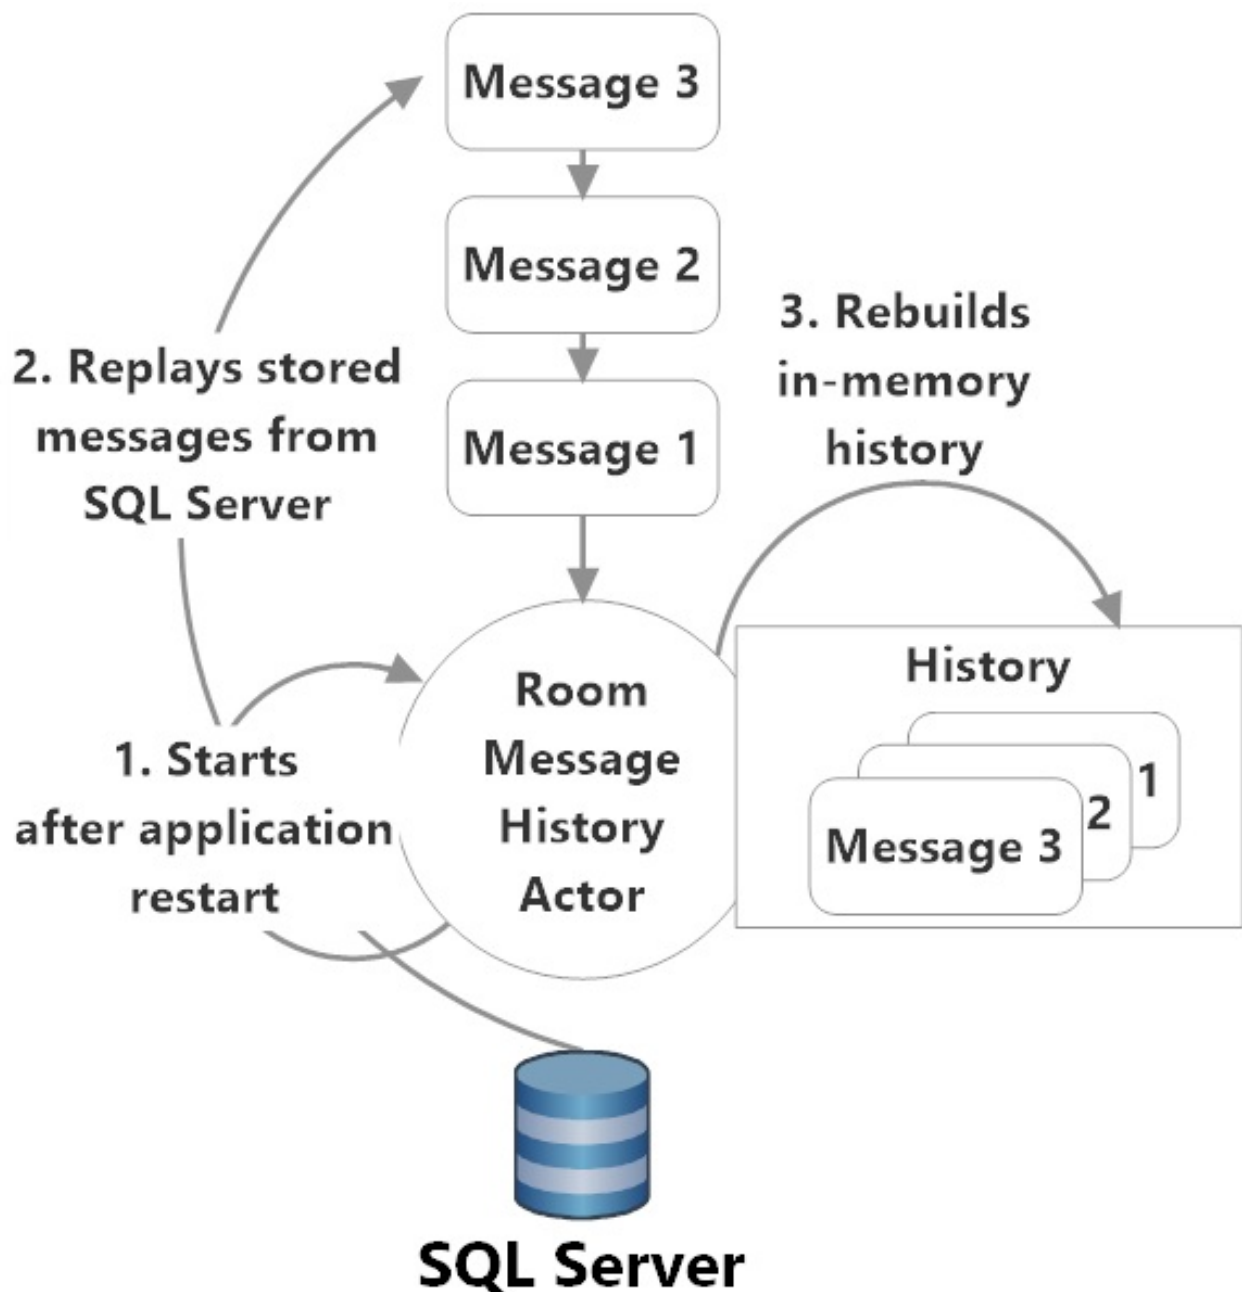 Message 3
Message 2
Message 1
2. Replays stored
messages from
SQL Server
3. Rebuilds
in-memory
history
1. Starts
after application
restart
Room
Message
History
Actor
History
1
2
Message 3
SQL Server